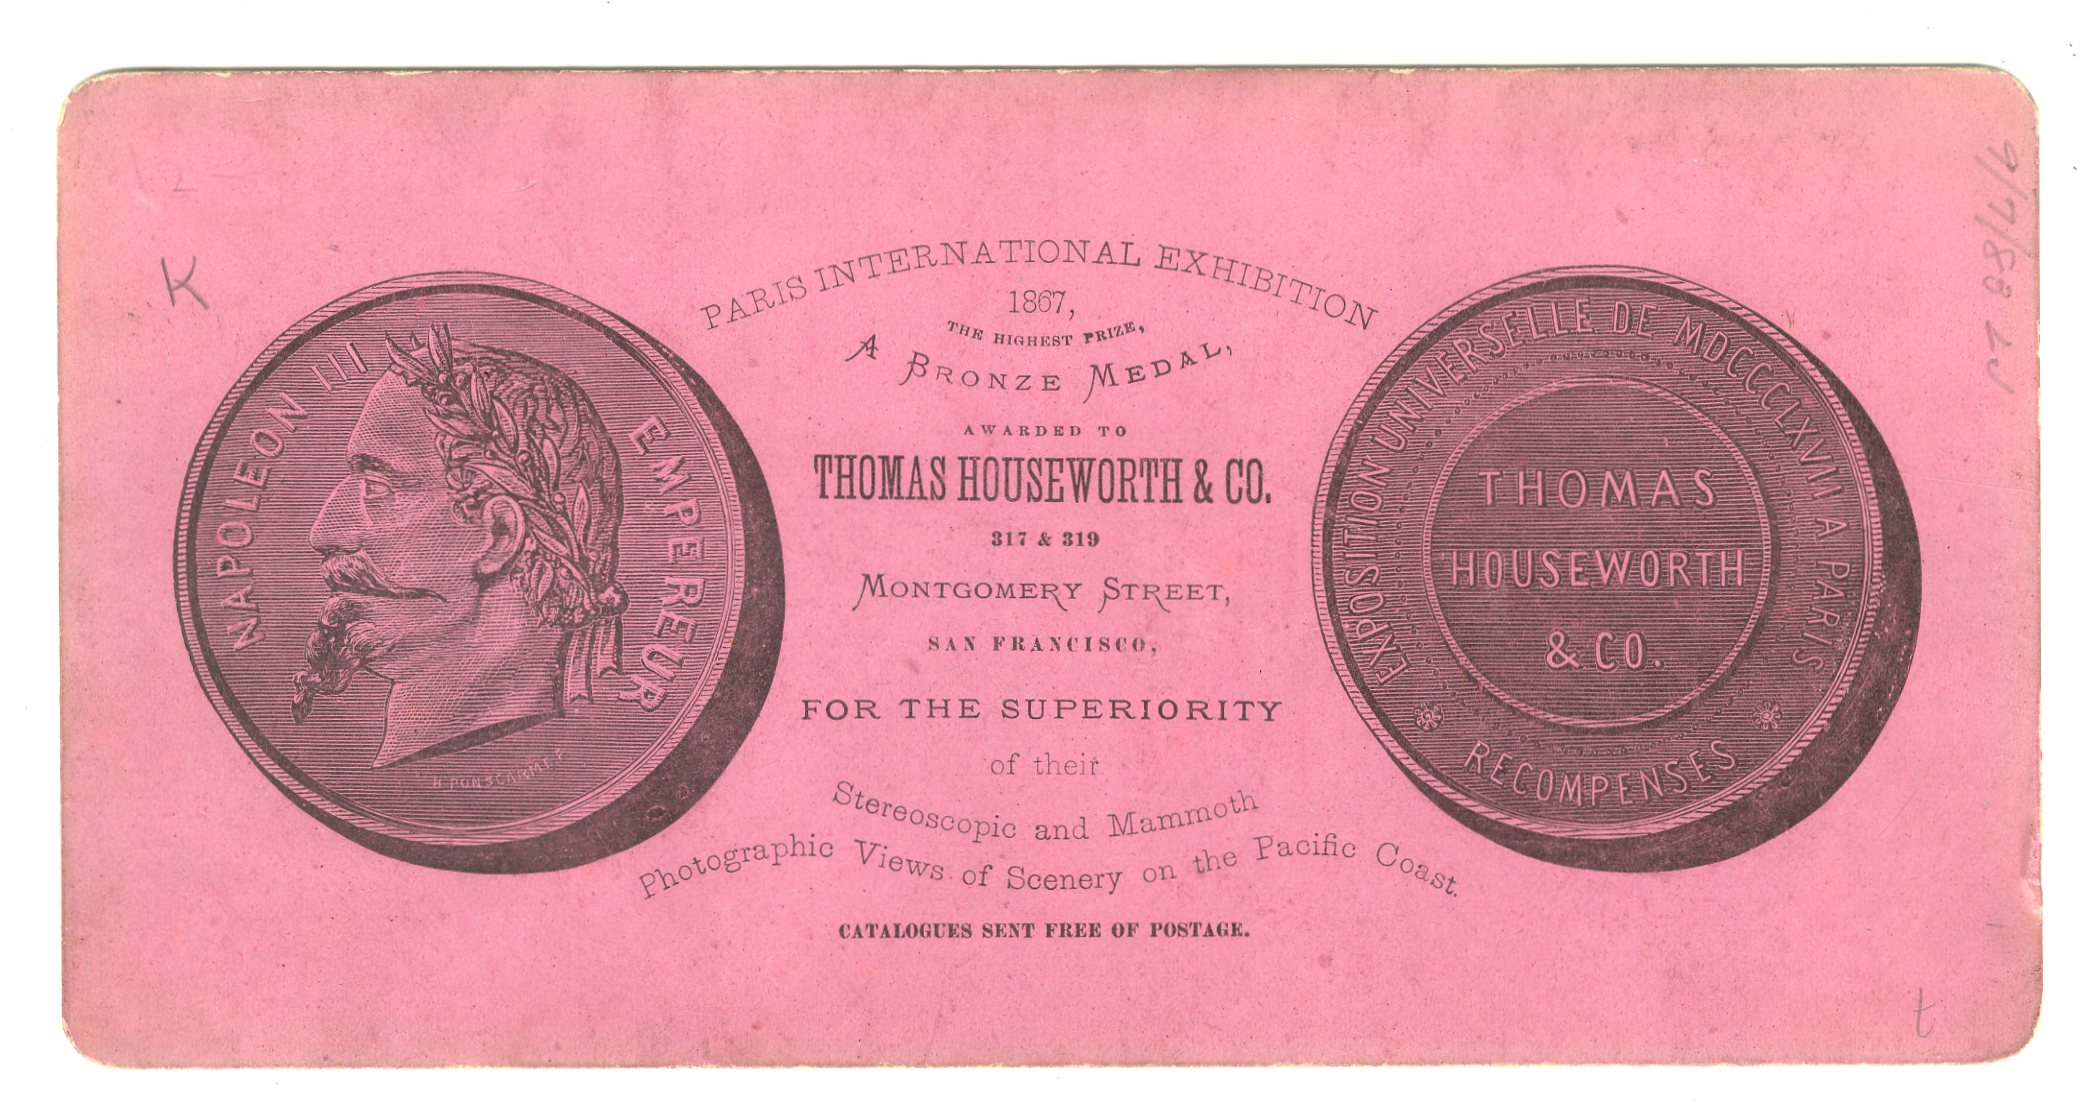 NAPOLEON III EMPEREUR
H. PONSCARME. F.
PARIS INTERNATIONAL EXHIBITION
1867,
THE HIGHEST PRIZE,
A BRONZE MEDAL,
AWARDED TO
THOMAS HOUSEWORTH & CO.
317 & 319
MONTGOMERY STREET,
SAN FRANCISCO,
FOR THE SUPERIORITY
of their
Stereoscopic and Mammoth
Photographic Views of Scenery on the Pacific Coast.
CATALOGUES SENT FREE OF POSTAGE.
EXPOSITION UNIVERSELLE DE MDCCCLXVII A PARIS
THOMAS
HOUSEWORTH
& CO.
RECOMPENSES
K
t